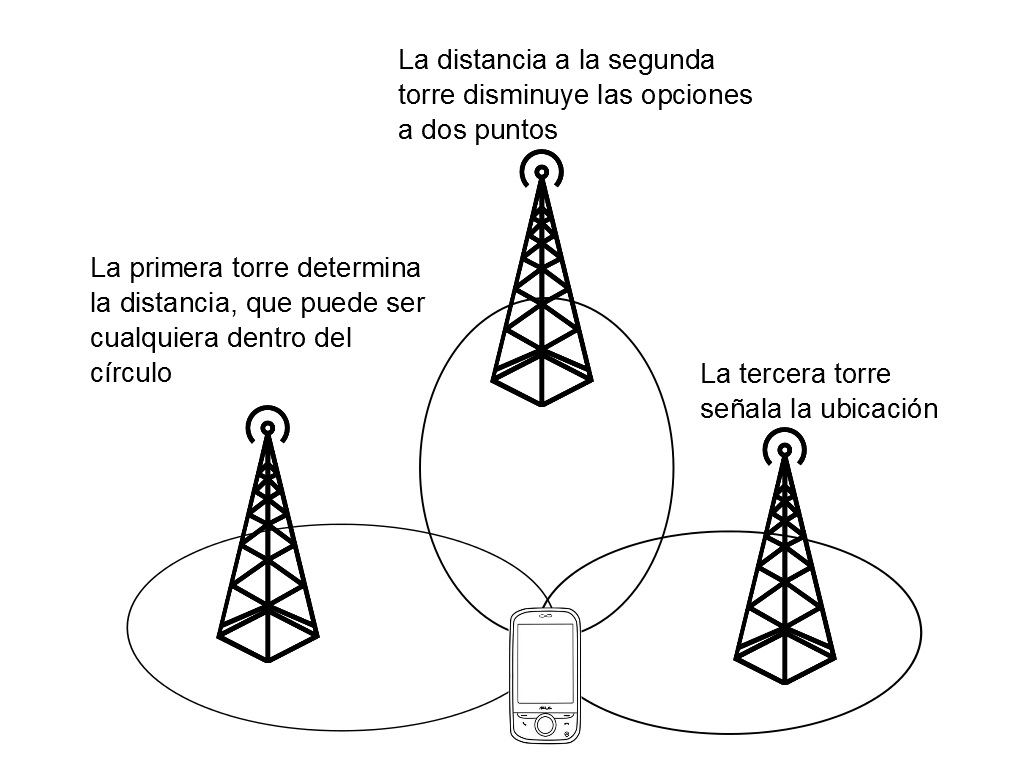 La distancia a la segunda
torre disminuye las opciones
a dos puntos
La primera torre determina
la distancia, que puede ser
cualquiera dentro del
círculo
La tercera torre
señala la ubicación
ASUS